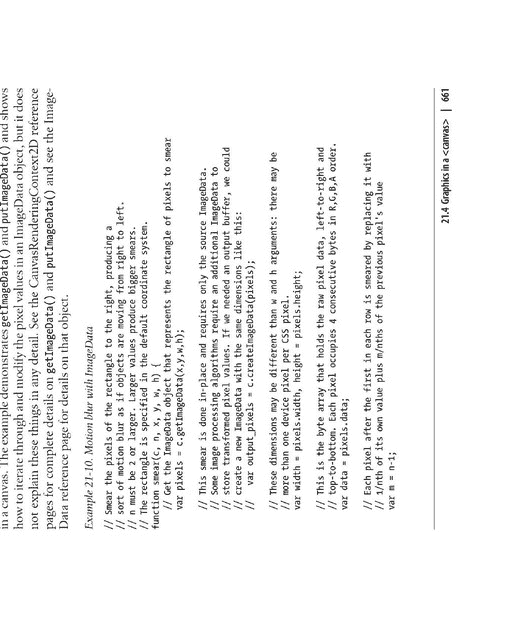 in a canvas. The example demonstrates getImageData() and putImageData() and shows
how to iterate through and modify the pixel values in an ImageData object, but it does
not explain these things in any detail. See the CanvasRenderingContext2D reference
pages for complete details on getImageData() and putImageData() and see the Image-
Data reference page for details on that object.
Example 21-10. Motion blur with ImageData
// Smear the pixels of the rectangle to the right, producing a
// sort of motion blur as if objects are moving from right to left.
// n must be 2 or larger. Larger values produce bigger smears.
// The rectangle is specified in the default coordinate system.
function smear(c, n, x, y, w, h) {
// Get the ImageData object that represents the rectangle of pixels to smear
var pixels = c.getImageData(x,y,w,h);
// This smear is done in-place and requires only the source ImageData.
// Some image processing algorithms require an additional ImageData to
// store transformed pixel values. If we needed an output buffer, we could
// create a new ImageData with the same dimensions like this:
// var output_pixels = c.createImageData(pixels);
// These dimensions may be different than w and h arguments: there may be
// more than one device pixel per CSS pixel.
var width = pixels.width, height = pixels.height;
// This is the byte array that holds the raw pixel data, left-to-right and
// top-to-bottom. Each pixel occupies 4 consecutive bytes in R,G,B,A order.
var data = pixels.data;
// Each pixel after the first in each row is smeared by replacing it with
// 1/nth of its own value plus m/nths of the previous pixel's value
var m = n-1;
21.4 Graphics in a <canvas> | 661